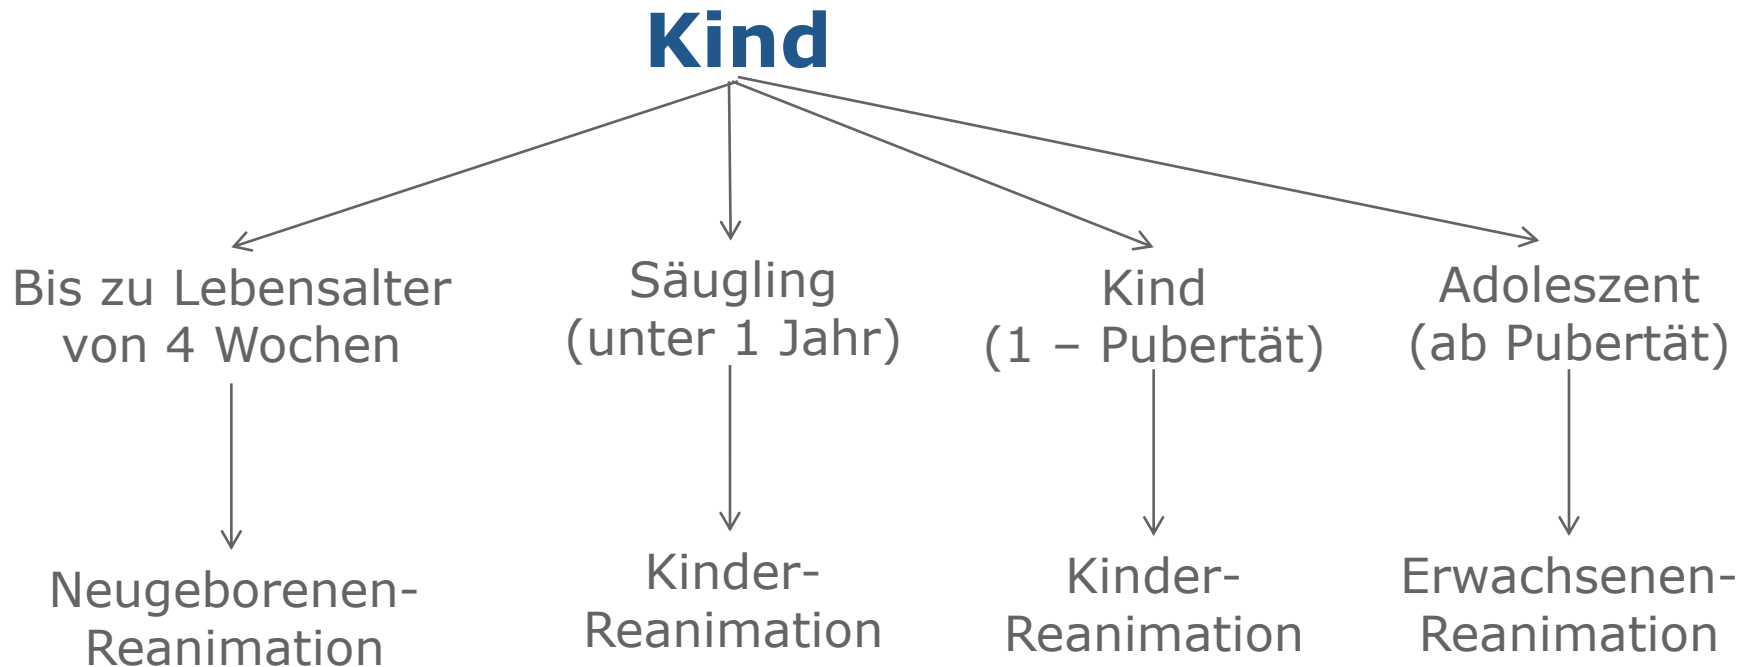 Kind
Bis zu Lebensalter
von 4 Wochen
Säugling
(unter 1 Jahr)
Kind
(1 – Pubertät)
Adoleszent
(ab Pubertät)
Neugeborenen-
Reanimation
Kinder-
Reanimation
Kinder-
Reanimation
Erwachsenen-
Reanimation